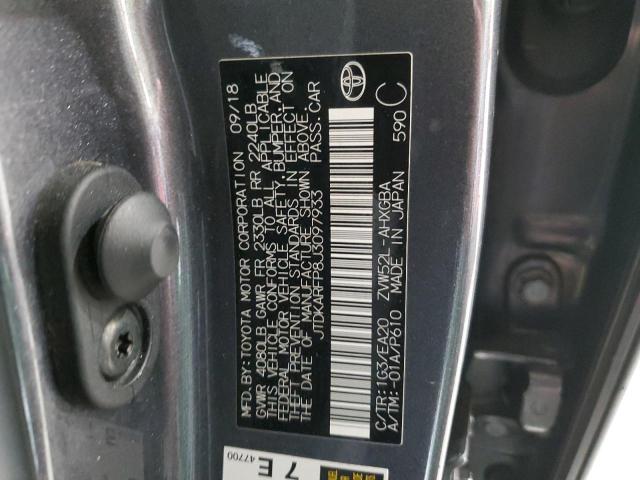 MFD.BY:TOYOTA MOTOR CORPORATION 09/18
GVWR 4080LB GAWR FR 2330LB RR 2240LB
THIS VEHICLE CONFORMS TO ALL APPLICABLE
FEDERAL MOTOR VEHICLE SAFETY, BUMPER, AND
THEFT PREVENTION STANDARDS IN EFFECT ON
THE DATE OF MANUFACTURE SHOWN ABOVE.
JTDKARFP8J3097933 PASS.CAR
C/TR:1G3/EA20 ZVW52L-AHXGBA
A/TM:-01A/P610 MADE IN JAPAN 590 C
47700
7 E